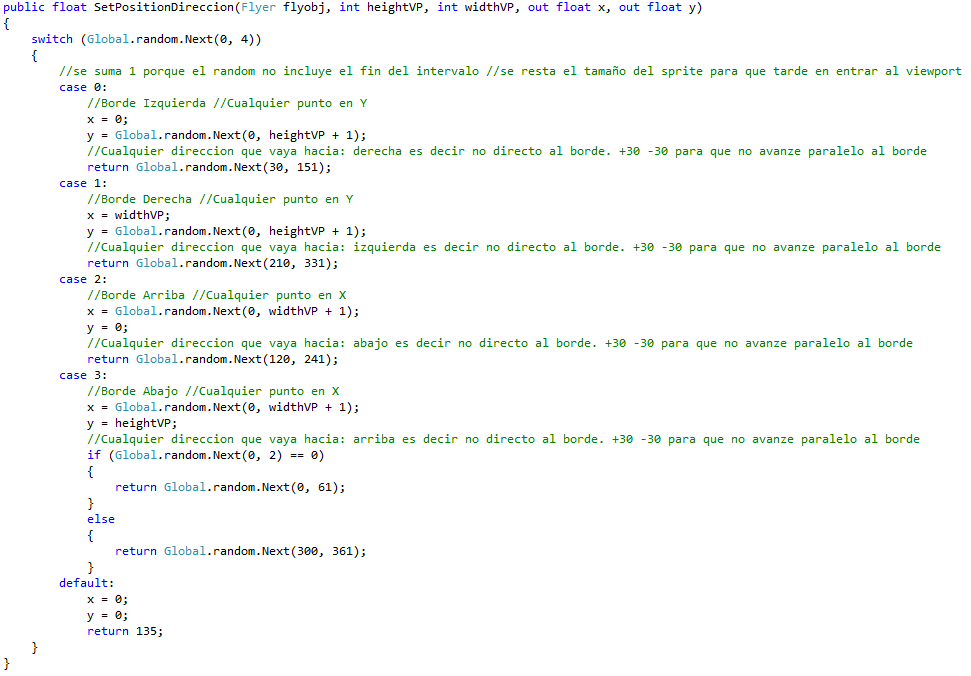 public float SetPositionDireccion(Flyer flyobj, int heightVP, int widthVP, out float x, out float y)
{
    switch (Global.random.Next(0, 4))
    {
        //se suma 1 porque el random no incluye el fin del intervalo //se resta el tamaño del sprite para que tarde en entrar al viewport
        case 0:
            //Borde Izquierda //Cualquier punto en Y
            x = 0;
            y = Global.random.Next(0, heightVP + 1);
            //Cualquier direccion que vaya hacia: derecha es decir no directo al borde. +30 -30 para que no avanze paralelo al borde
            return Global.random.Next(30, 151);
        case 1:
            //Borde Derecha //Cualquier punto en Y
            x = widthVP;
            y = Global.random.Next(0, heightVP + 1);
            //Cualquier direccion que vaya hacia: izquierda es decir no directo al borde. +30 -30 para que no avanze paralelo al borde
            return Global.random.Next(210, 331);
        case 2:
            //Borde Arriba //Cualquier punto en X
            x = Global.random.Next(0, widthVP + 1);
            y = 0;
            //Cualquier direccion que vaya hacia: abajo es decir no directo al borde. +30 -30 para que no avanze paralelo al borde
            return Global.random.Next(120, 241);
        case 3:
            //Borde Abajo //Cualquier punto en X
            x = Global.random.Next(0, widthVP + 1);
            y = heightVP;
            //Cualquier direccion que vaya hacia: arriba es decir no directo al borde. +30 -30 para que no avanze paralelo al borde
            if (Global.random.Next(0, 2) == 0)
            {
                return Global.random.Next(0, 61);
            }
            else
            {
                return Global.random.Next(300, 361);
            }
        default:
            x = 0;
            y = 0;
            return 135;
    }
}